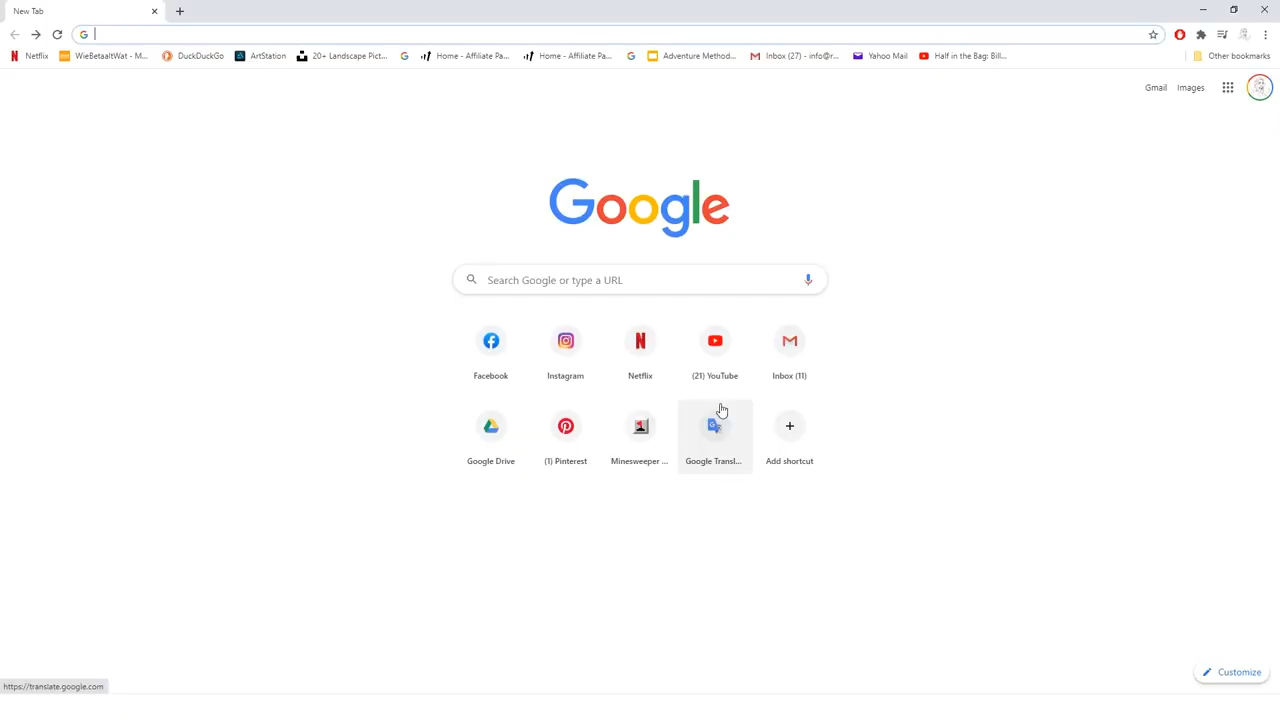 New Tab
Netflix
WieBetaaltWat - M...
DuckDuckGo
ArtStation
20+ Landscape Pict...
Home - Affiliate Pa...
Home - Affiliate Pa...
Adventure Method...
Inbox (27) - info@r...
Yahoo Mail
Half in the Bag: Bill...
Other bookmarks
Gmail
Images
Google
Search Google or type a URL
Facebook
Instagram
Netflix
(21) YouTube
Inbox (11)
Google Drive
(1) Pinterest
Minesweeper ...
Google Transl...
Add shortcut
Customize
https://translate.google.com